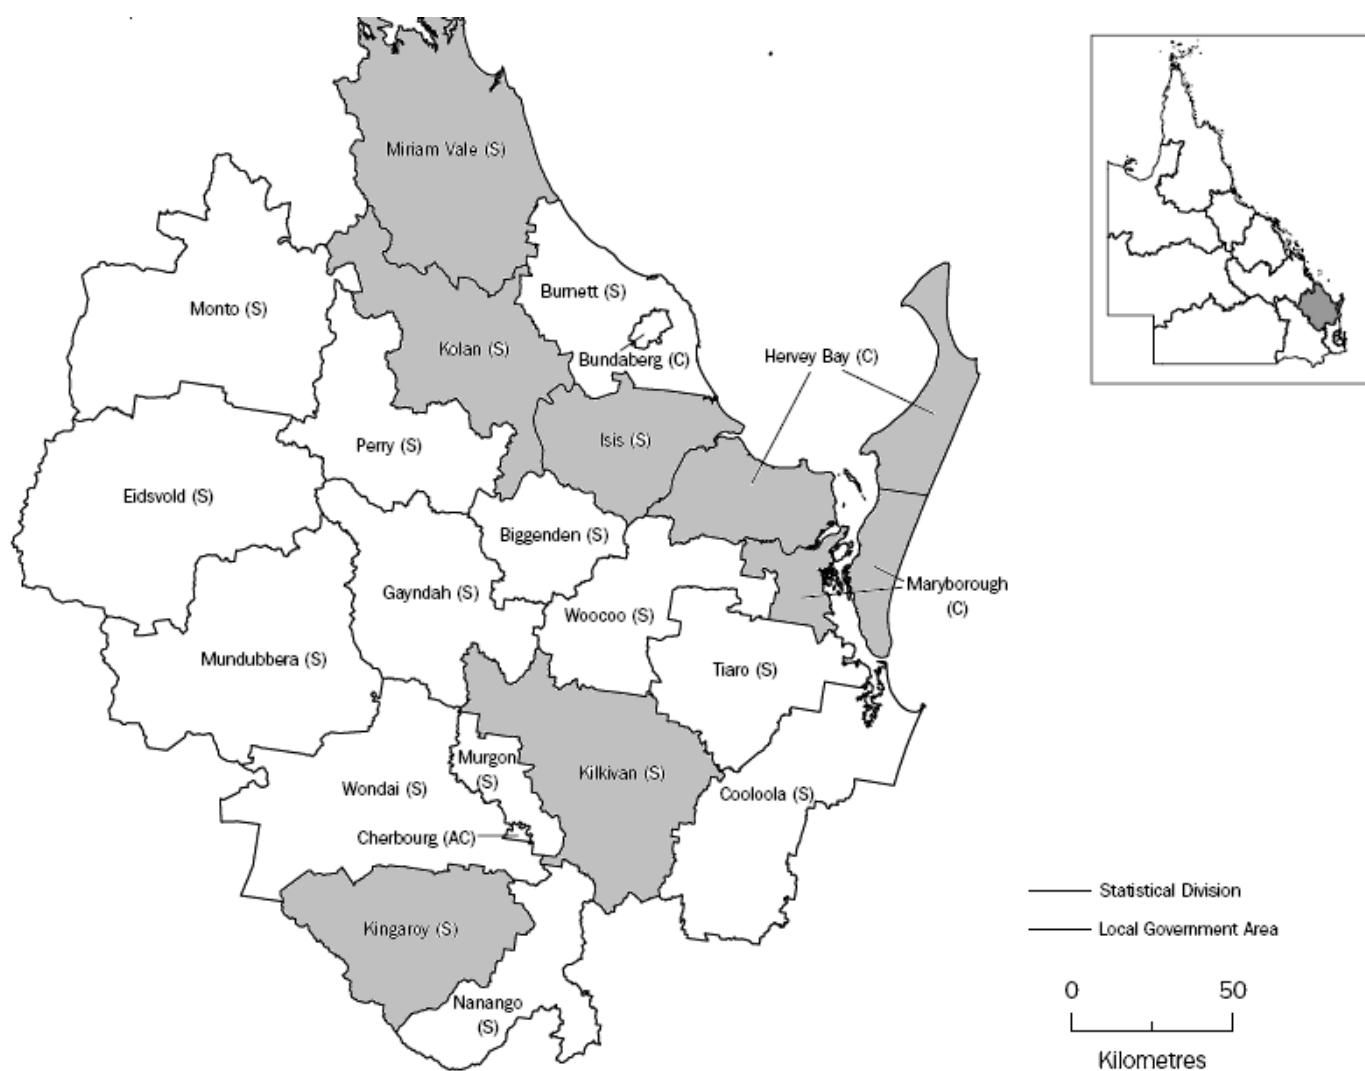 Miriam Vale (S)
Burnett (S)
Monto (S)
Kolan (S)
Bundaberg (C)
Hervey Bay (C)
Isis (S)
Perry (S)
Eidsvold (S)
Biggenden (S)
Gayndah (S)
Maryborough
(C)
Woocoo (S)
Mundubbera (S)
Tiaro (S)
Murgon
(S)
Kilkivan (S)
Wondai (S)
Cooloola (S)
Cherbourg (AC)
Kingaroy (S)
Nanango
(S)
Statistical Division
Local Government Area
0 50
Kilometres